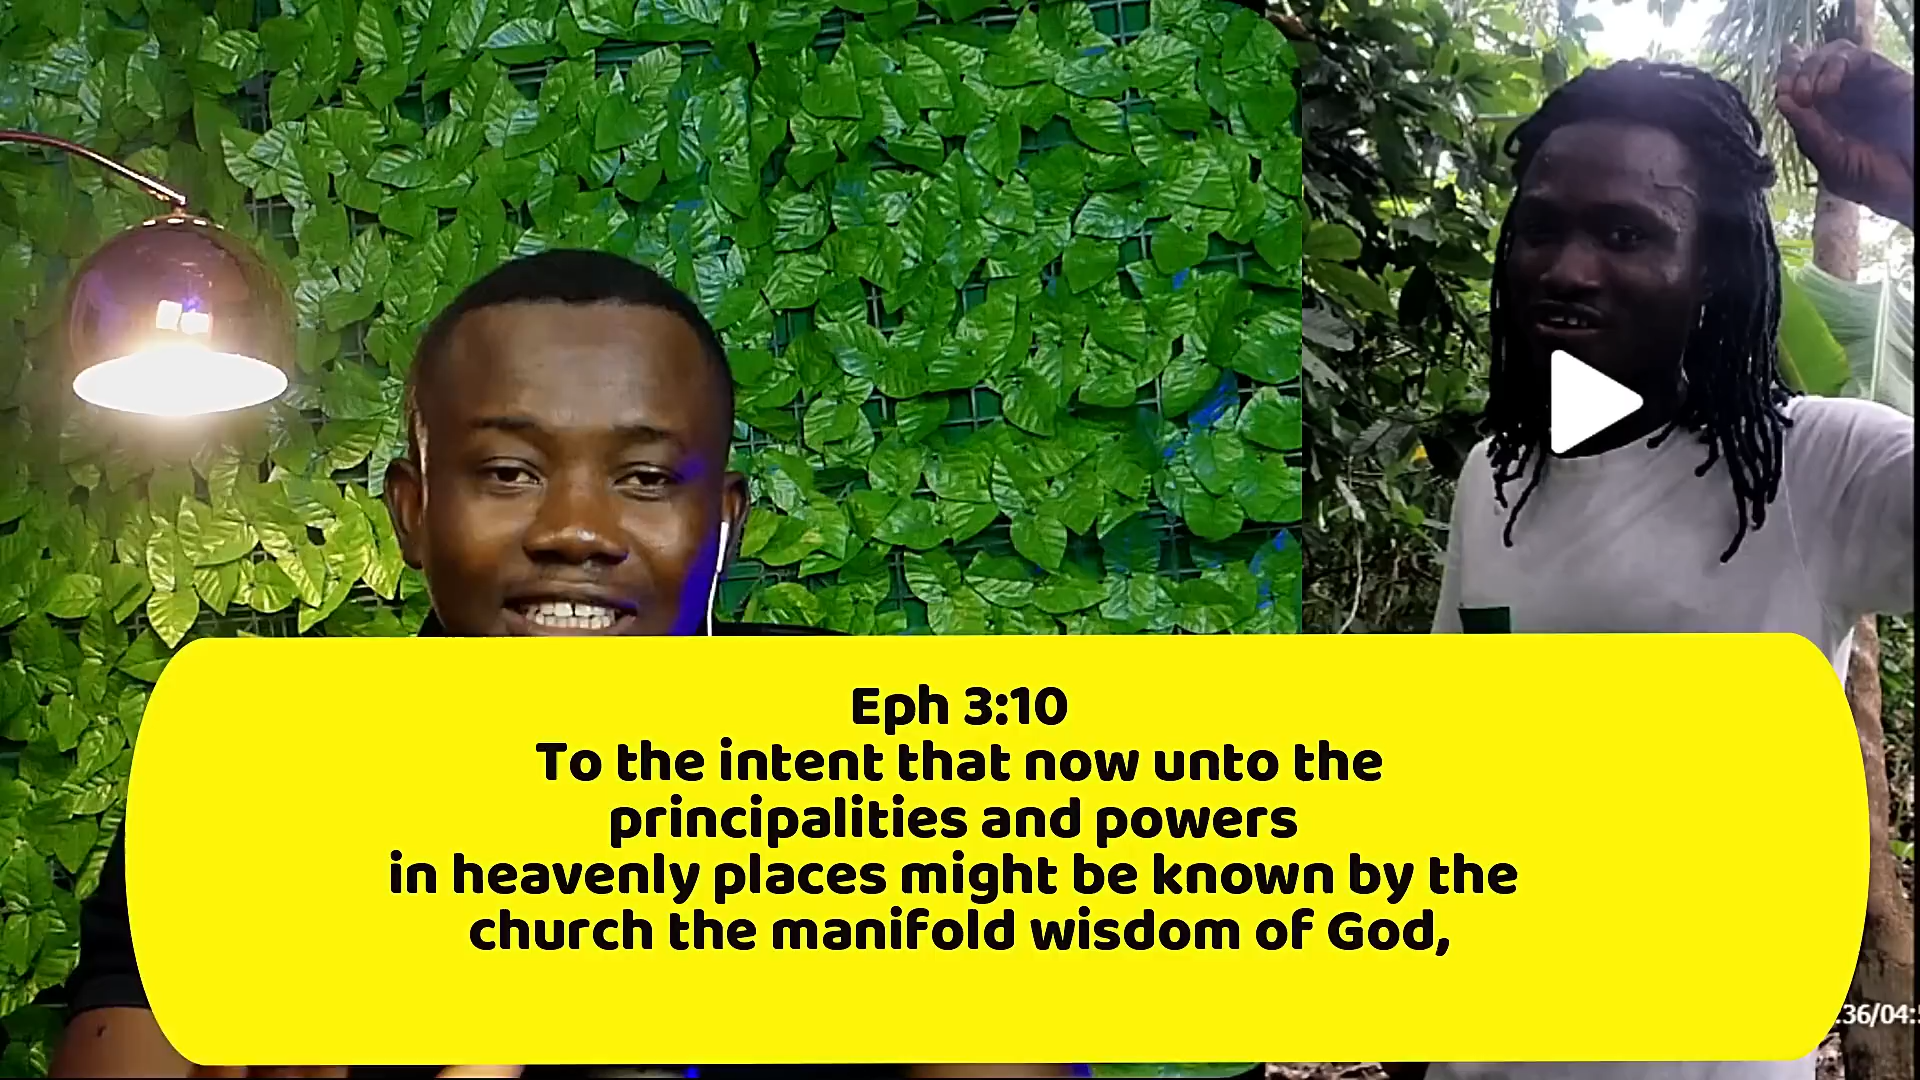 Eph 3:10
To the intent that now unto the
principalities and powers
in heavenly places might be known by the
church the manifold wisdom of God,